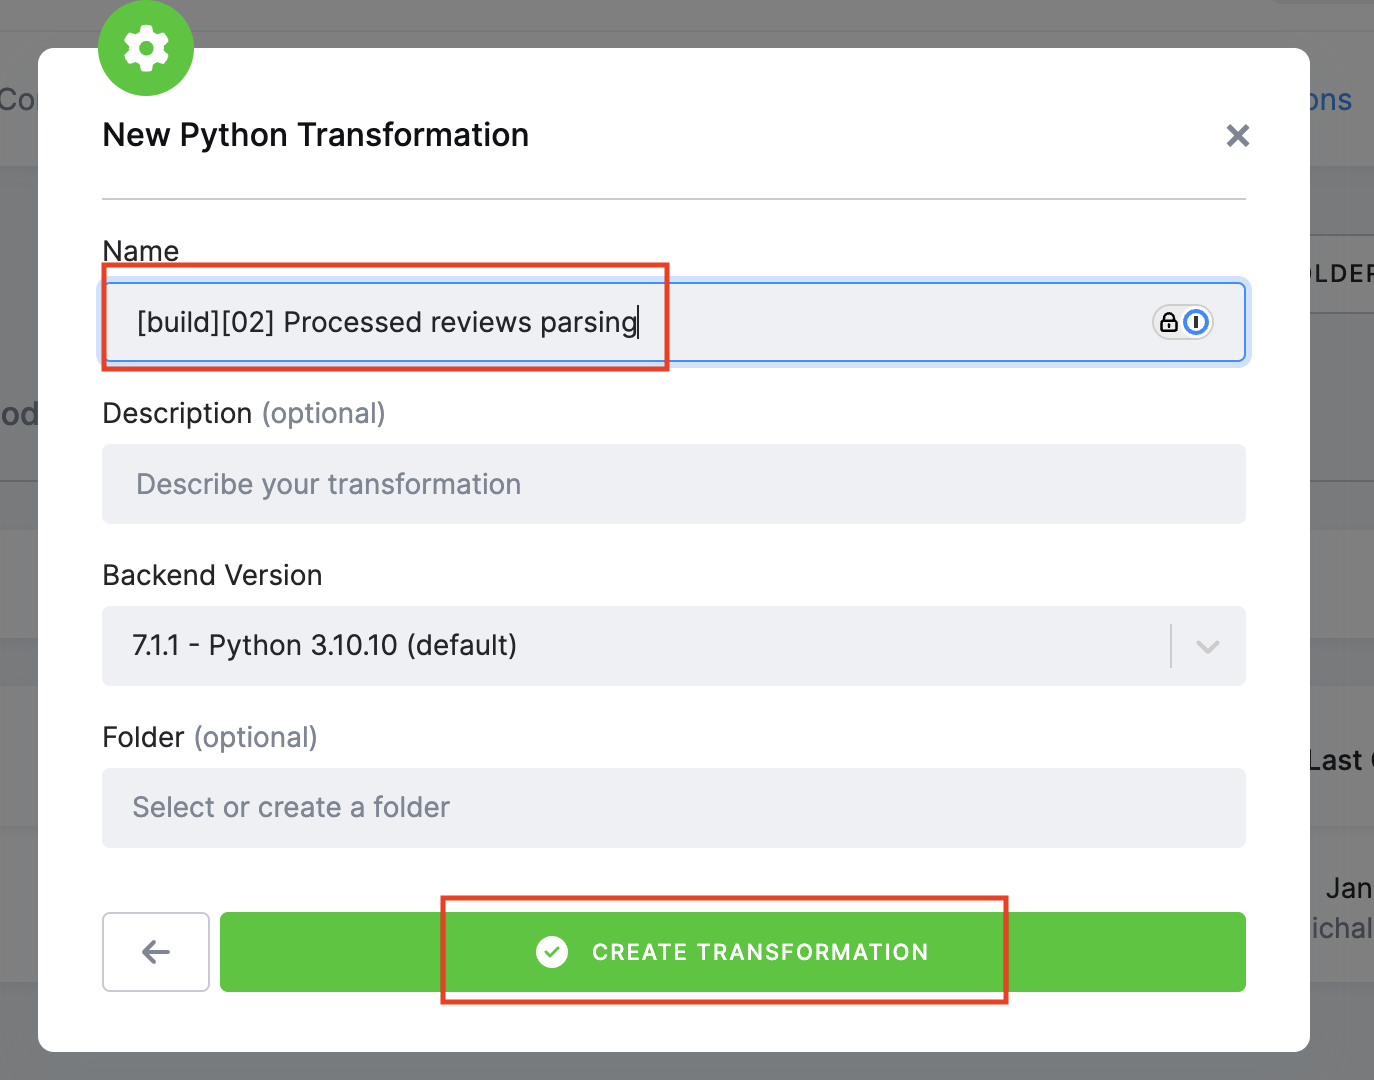 Co
ons
New Python Transformation
Name
OLDER
[build][02] Processed reviews parsing
Description (optional)
od
Describe your transformation
Backend Version
7.1.1 - Python 3.10.10 (default)
Folder (optional)
Last
Select or create a folder
Jan
CREATE TRANSFORMATION
ichal